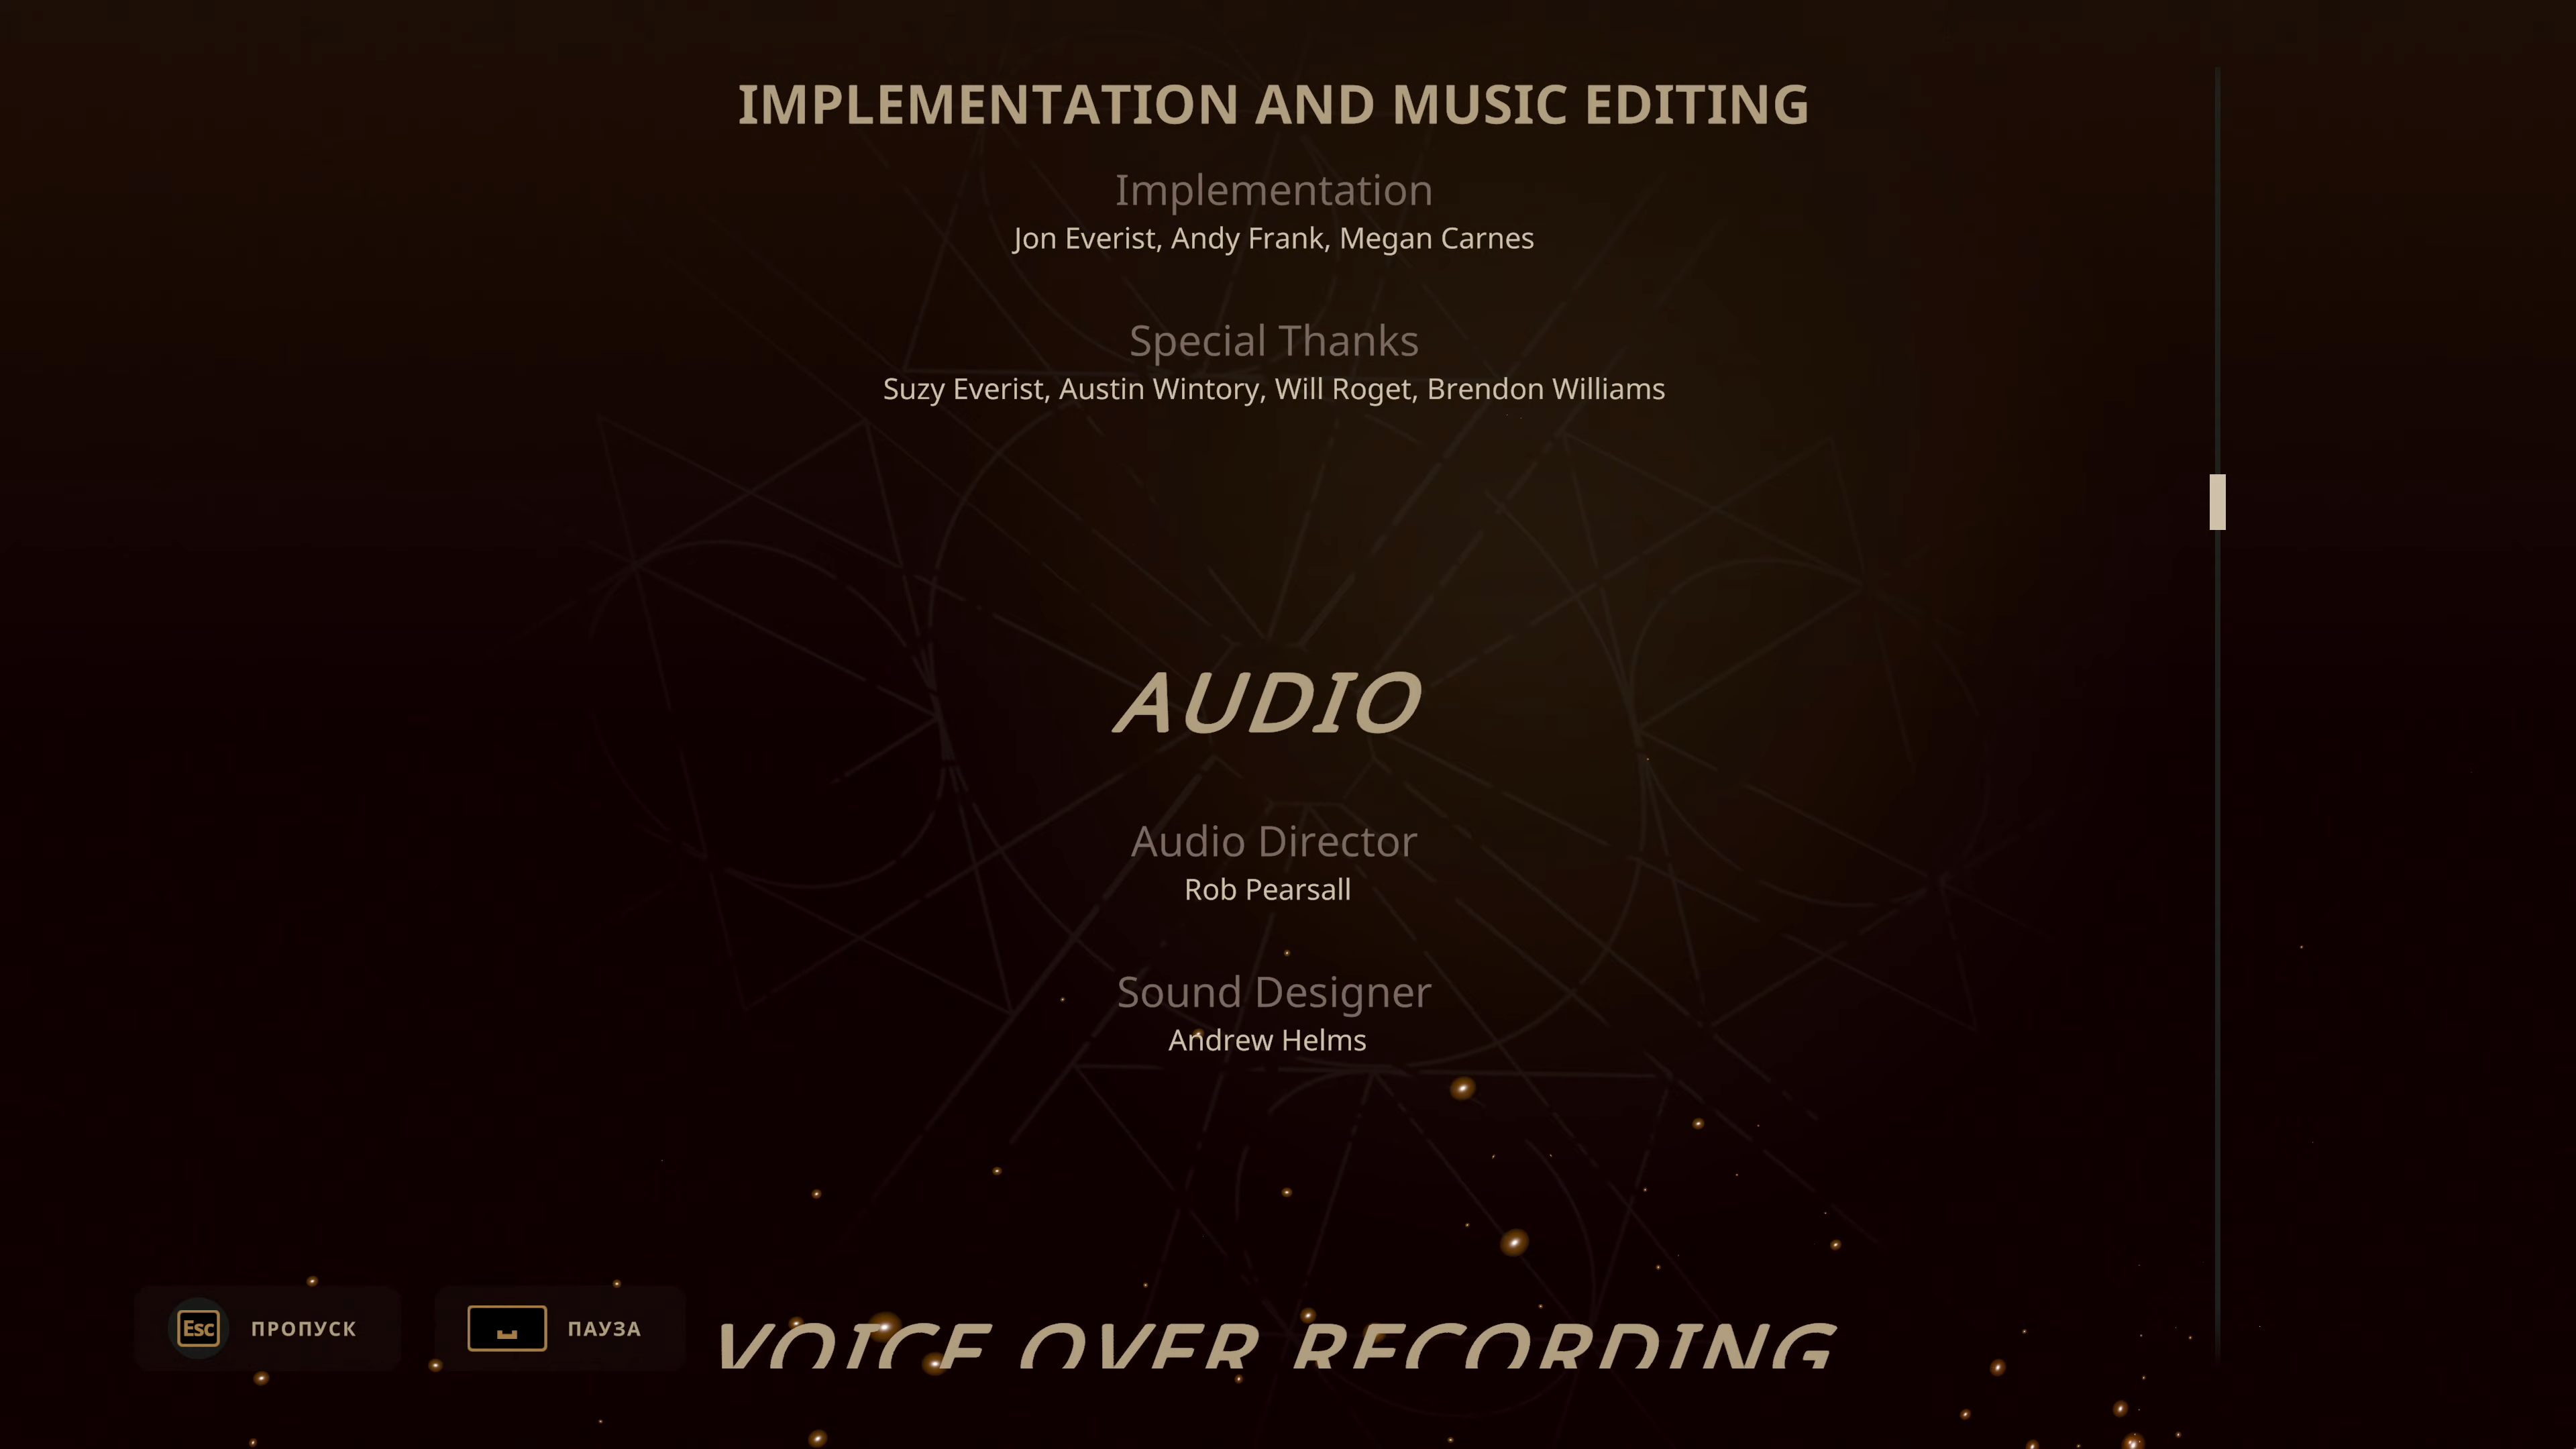 IMPLEMENTATION AND MUSIC EDITING
Implementation
Jon Everist, Andy Frank, Megan Carnes
Special Thanks
Suzy Everist, Austin Wintory, Will Roget, Brendon Williams
AUDIO
Audio Director
Rob Pearsall
Sound Designer
Andrew Helms
Esc ПРОПУСК
ПАУЗА
VOICE OVER RECORDING